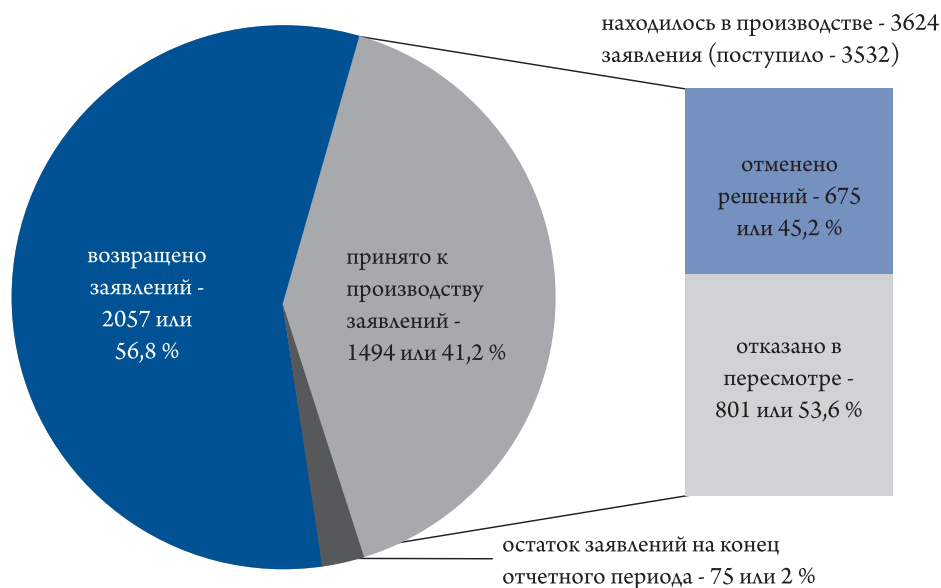 находилось в производстве - 3624
заявления (поступило - 3532)
отменено
решений - 675
или 45,2 %
возвращено
заявлений -
2057 или
56,8 %
принято к
производству
заявлений -
1494 или 41,2 %
отказано в
пересмотре -
801 или 53,6 %
остаток заявлений на конец
отчетного периода - 75 или 2 %